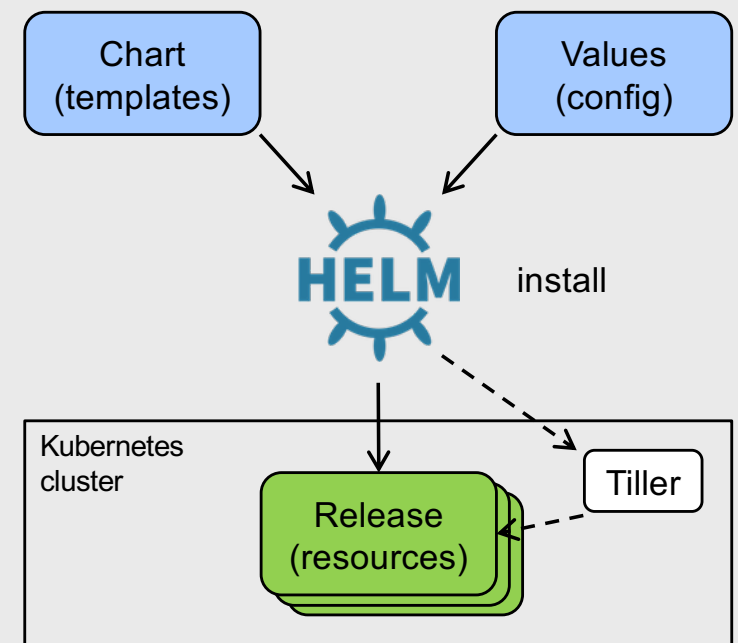 Chart
(templates)
Values
(config)
HELM
install
Kubernetes
cluster
Tiller
Release
(resources)